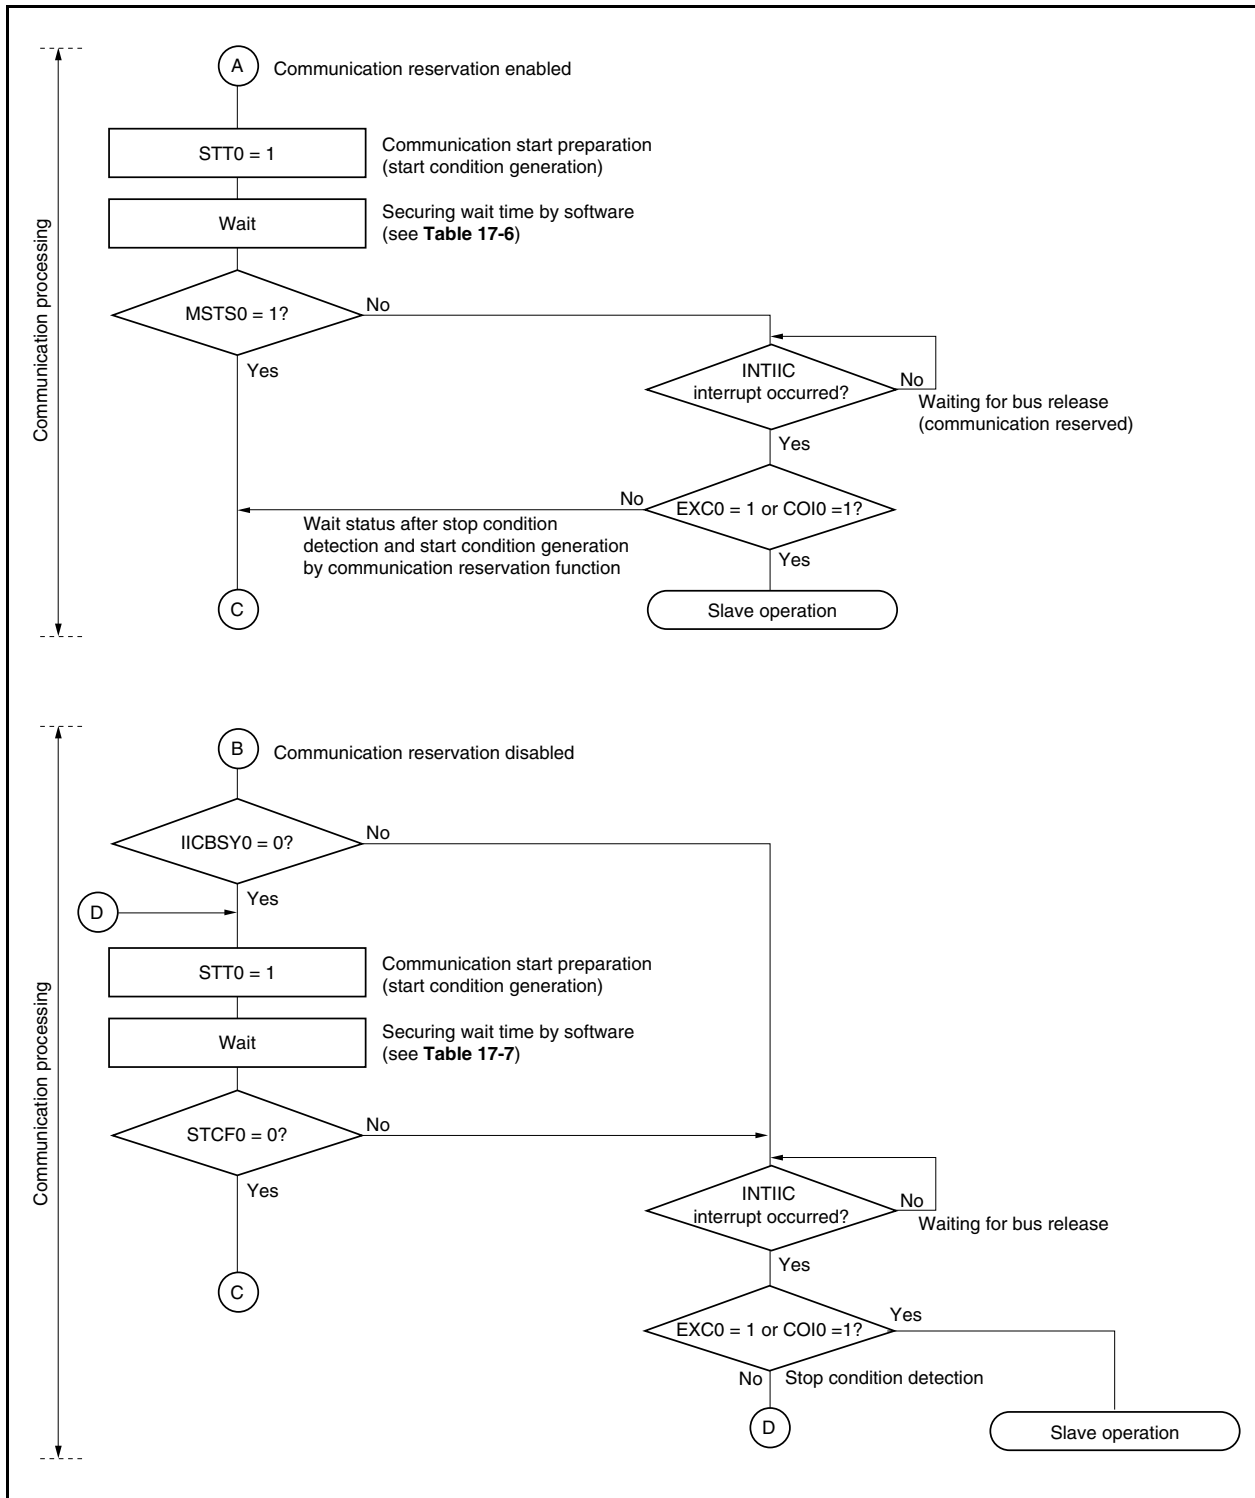 A
Communication reservation enabled
STT0 = 1
Communication start preparation
(start condition generation)
Wait
Securing wait time by software
(see Table 17-6)
MSTS0 = 1?
No
Yes
INTIIC
interrupt occurred?
No
Waiting for bus release
(communication reserved)
Yes
EXC0 = 1 or COI0 =1?
No
Wait status after stop condition
detection and start condition generation
by communication reservation function
Yes
C
Slave operation
Communication processing
B
Communication reservation disabled
IICBSY0 = 0?
No
Yes
D
STT0 = 1
Communication start preparation
(start condition generation)
Wait
Securing wait time by software
(see Table 17-7)
STCF0 = 0?
No
Yes
INTIIC
interrupt occurred?
No
Waiting for bus release
Yes
C
EXC0 = 1 or COI0 =1?
Yes
No
Stop condition detection
D
Slave operation
Communication processing